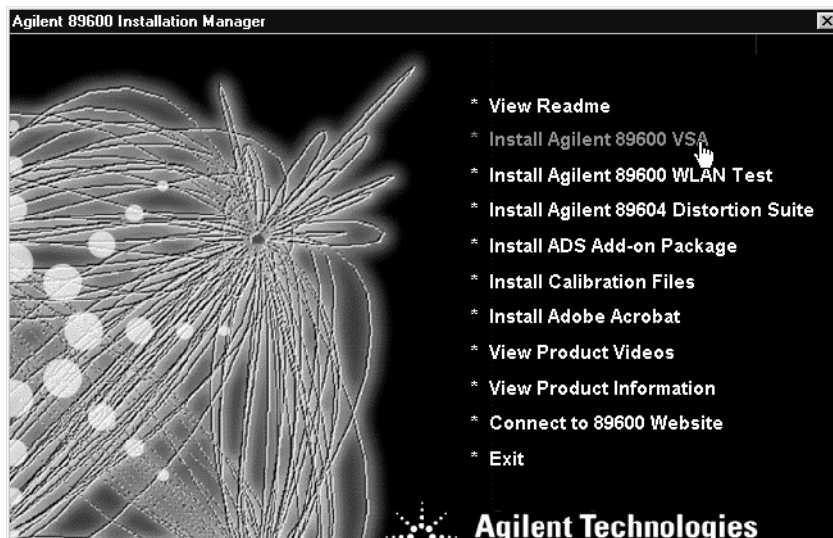 Agilent 89600 Installation Manager
* View Readme
* Install Agilent 89600 VSA
* Install Agilent 89600 WLAN Test
* Install Agilent 89604 Distortion Suite
* Install ADS Add-on Package
* Install Calibration Files
* Install Adobe Acrobat
* View Product Videos
* View Product Information
* Connect to 89600 Website
* Exit
Agilent Technologies